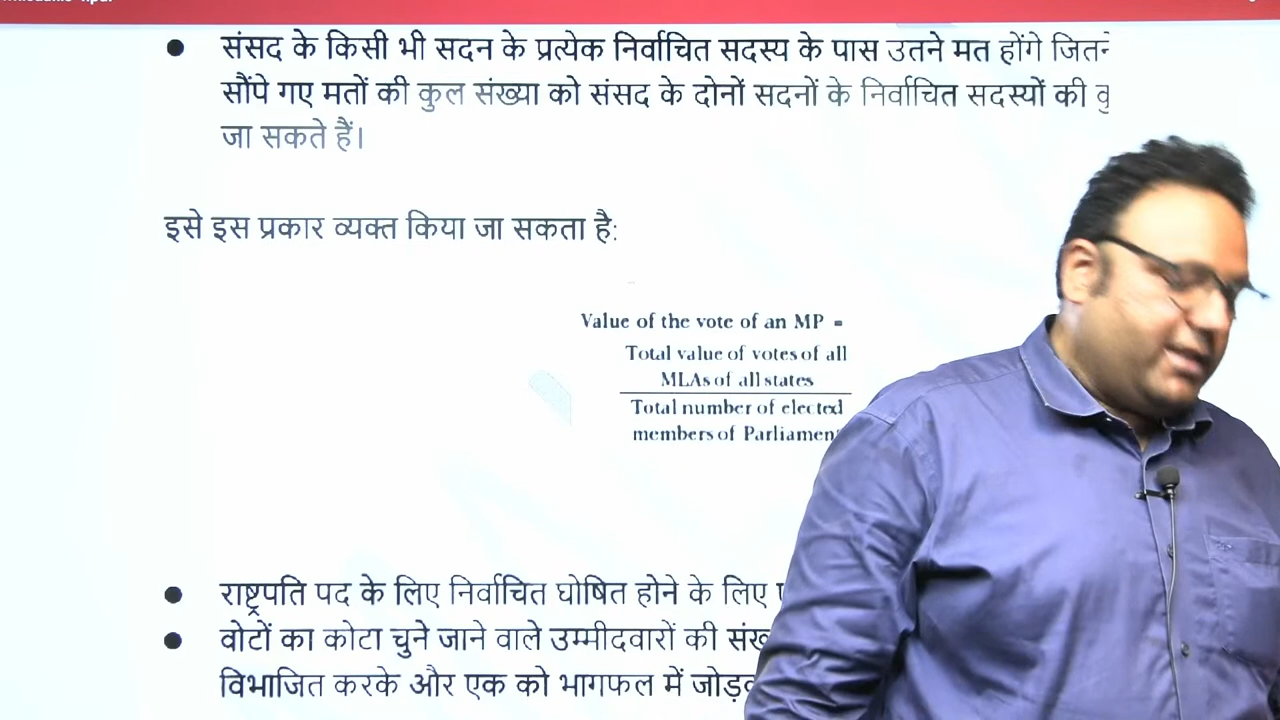 संसद के किसी भी सदन के प्रत्येक निर्वाचित सदस्य के पास उतने मत होंगे
सौंपे गए मतों की कुल संख्या को संसद के दोनों सदनों के निर्वाचित सदस्यों की
जा सकते हैं।
इसे इस प्रकार व्यक्त किया जा सकता है:
Value of the vote of an MP =
Total value of votes of all
MLAs of all states
Total number of elected
members of
राष्ट्रपति पद के लिए निर्वाचित घोषित होने के लिए
वोटों का कोटा चुने जाने वाले उम्मीदवारों की
विभाजित करके और एक को भागफल में